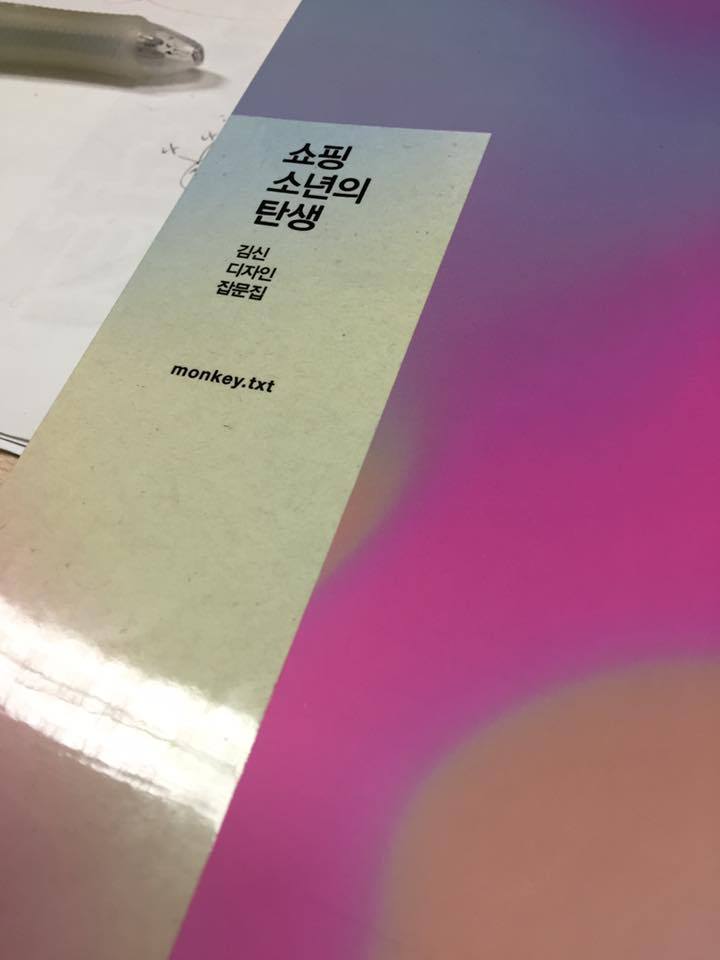 쇼핑
소년의
탄생
김신
디자인
잡문집
monkey.txt